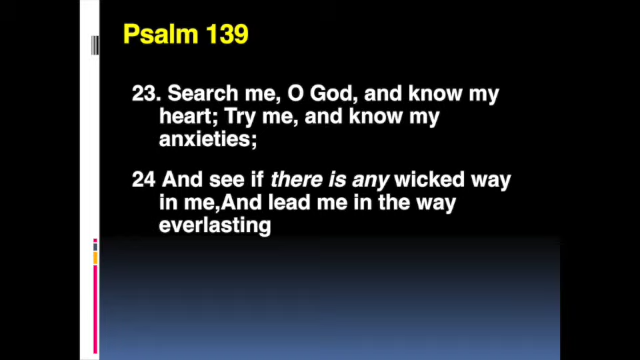 Psalm 139
23. Search me, O God, and know my
heart; Try me, and know my
anxieties;
24 And see if there is any wicked way
in me,And lead me in the way
everlasting